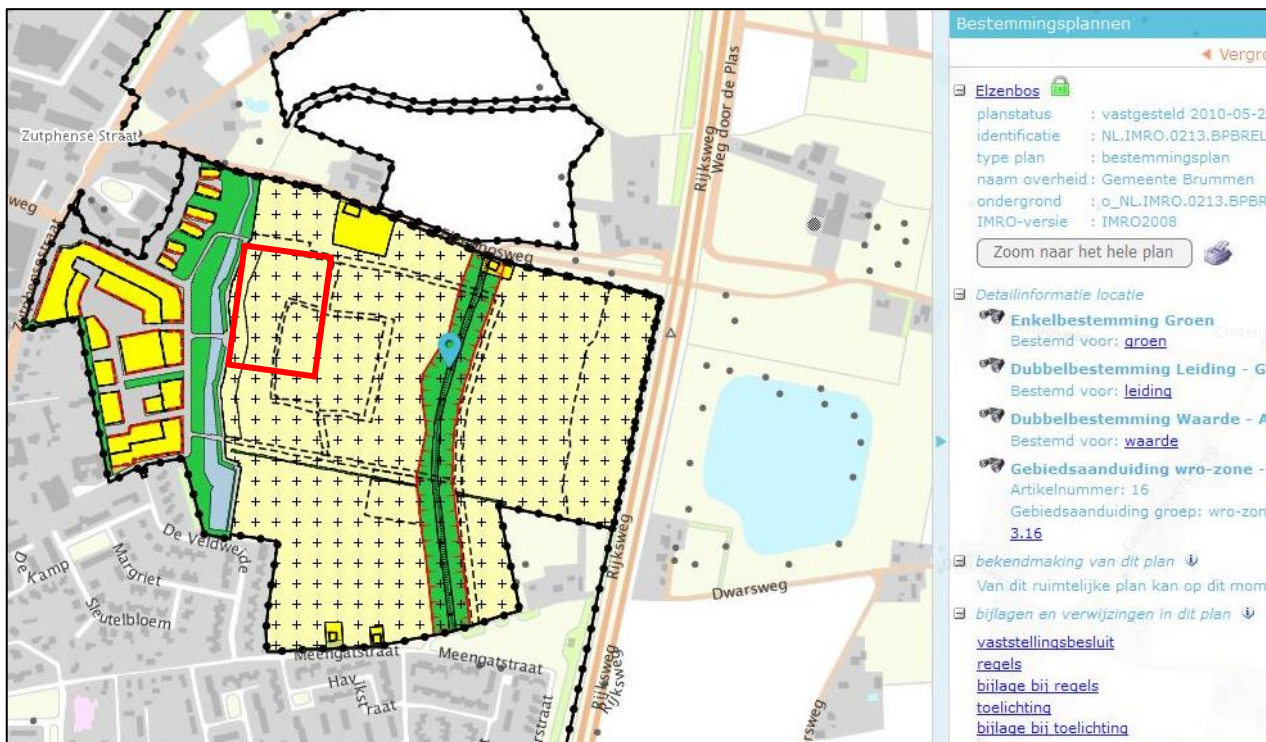 Zutphense Straat
weg
Zutphensestraat
De Veldweide
De Kamp
Margriet
Sleutelbloem
Meengatstraat
Meengatstraat
Havikstraat
Rijksweg
Weg door de Plas
Rijksweg
Rijksweg
Rijksweg
Dwarsweg
Bestemmingsplannen
Vergro
Elzenbos
planstatus : vastgesteld 2010-05-2
identificatie : NL.IMRO.0213.BPBREL
type plan : bestemmingsplan
naam overheid : Gemeente Brummen
ondergrond : o_NL.IMRO.0213.BPBR
IMRO-versie : IMRO2008
Zoom naar het hele plan
Detailinformatie locatie
Enkelbestemming Groen
Bestemd voor: groen
Dubbelbestemming Leiding - G
Bestemd voor: leiding
Dubbelbestemming Waarde - A
Bestemd voor: waarde
Gebiedsaanduiding wro-zone -
Artikelnummer: 16
Gebiedsaanduiding groep: wro-zon
3.16
bekendmaking van dit plan
Van dit ruimtelijke plan kan op dit mom
bijlagen en verwijzingen in dit plan
vaststellingsbesluit
regels
bijlage bij regels
toelichting
bijlage bij toelichting